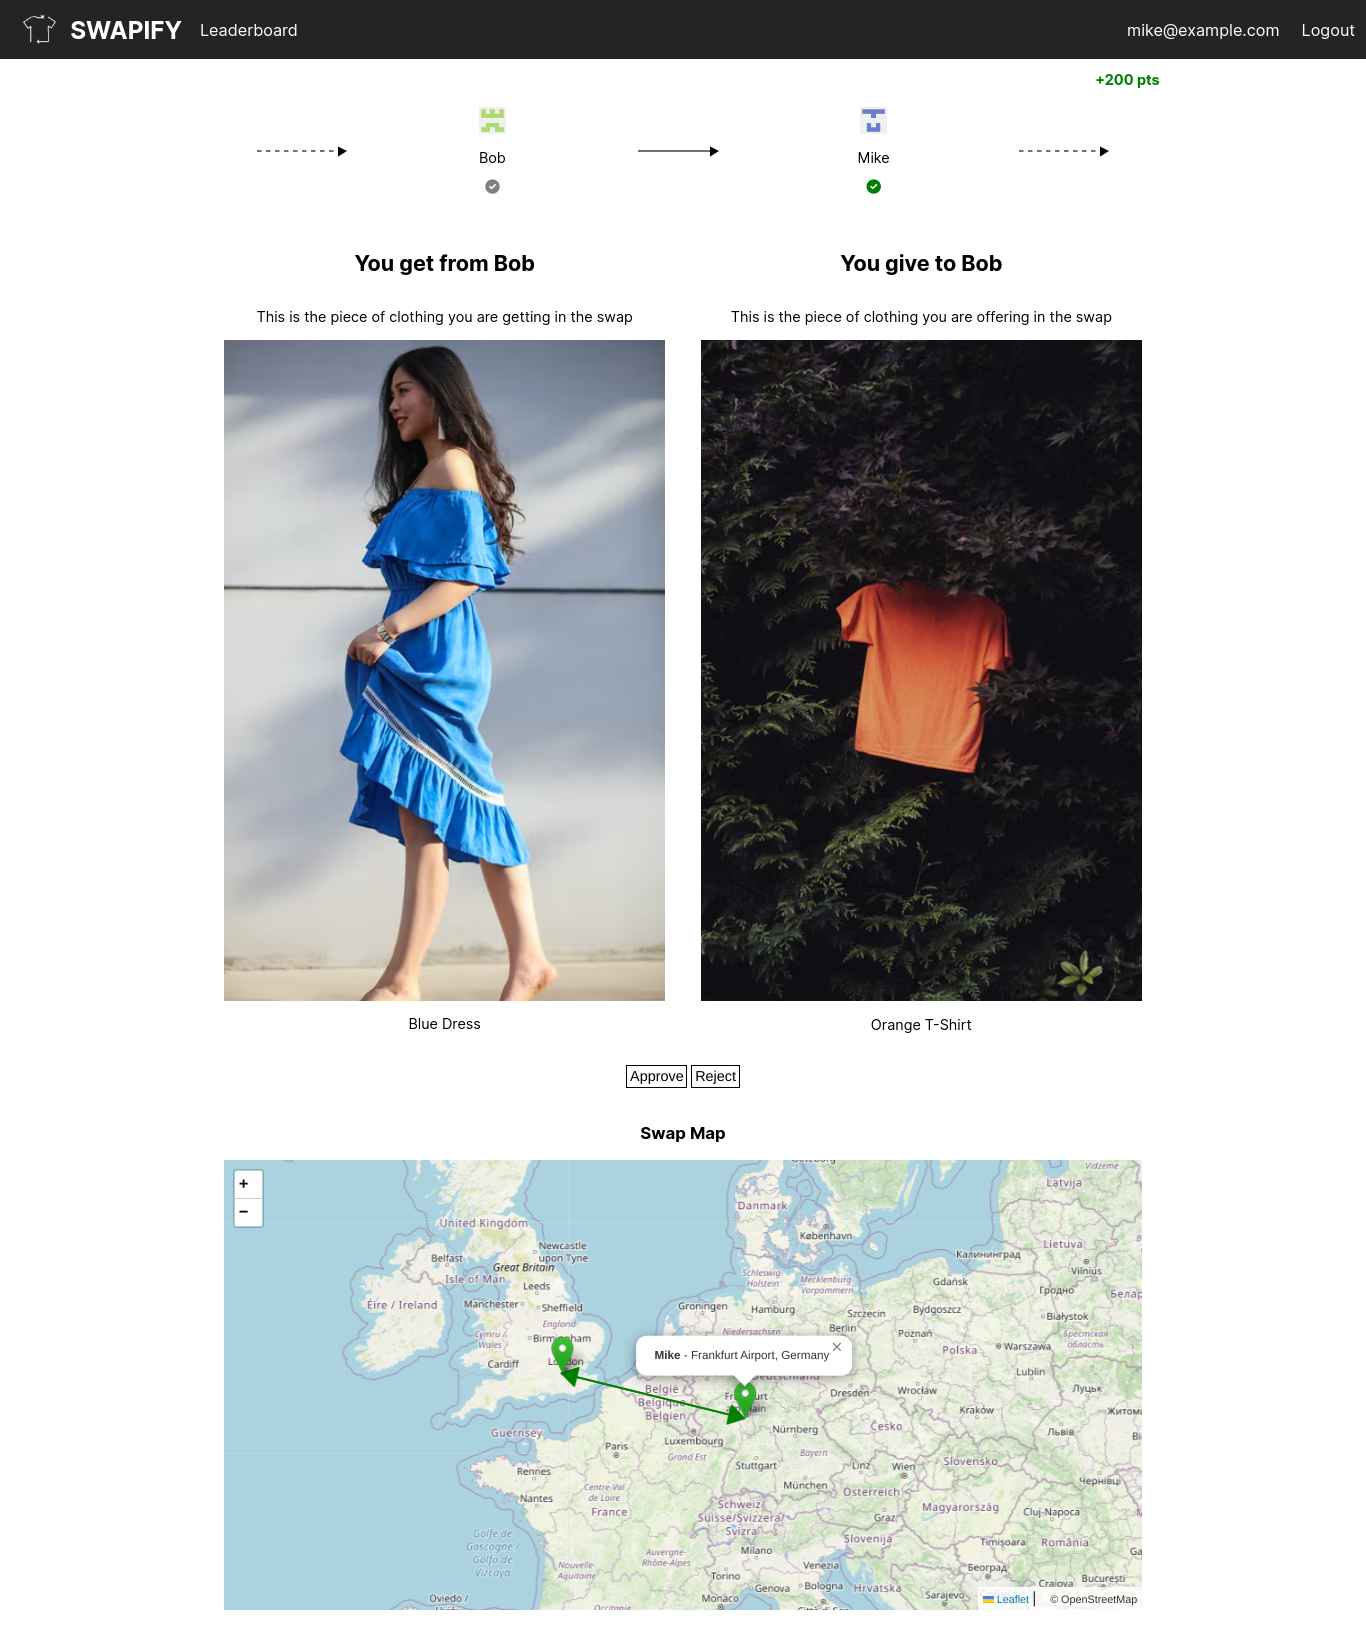 SWAPIFY
Leaderboard
mike@example.com
Logout
+200 pts
Bob
Mike
You get from Bob
You give to Bob
This is the piece of clothing you are getting in the swap
This is the piece of clothing you are offering in the swap
Blue Dress
Orange T-Shirt
Approve
Reject
Swap Map
+
−
United Kingdom
Newcastle
upon Tyne
Belfast
Great Britain
Isle of Man
Leeds
Éire / Ireland
Manchester
Sheffield
England
Cymru /
Wales
Birmingham
Cardiff
London
Guernsey
Danmark
København
Schleswig-
Holstein
Mecklenburg-
Vorpommern
Groningen
Hamburg
Szczecin
Bydgoszcz
Niedersachsen
Berlin
Poznań
Vidzeme
Latvija
Lietuva
Калининград
Vilnius
Gdańsk
Гродно
Białystok
Брестская
область
Warszawa
Polska
Lublin
Mike - Frankfurt Airport, Germany
×
Deutschland
België /
Belgique /
Belgien
Dresden
Wrocław
Луцьк
Kraków
Львів
Česko
Nürnberg
Luxembourg
Paris
Grand Est
Bayern
Stuttgart
Linz
Wien
Slovensko
Чернівці
Rennes
München
Nantes
Centre-Val
de Loire
France
Österreich
Schweiz/
Suisse/Svizzera/
Svizra
Magyarország
Cluj-Napoca
Graz
Slovenija
Timișoara
România
Golfe de
Gascogne /
Golfo de
Vizcaya
Auvergne-
Rhône-Alpes
Milano
Nouvelle-
Aquitaine
Venezia
Torino
Београд
Genova
Bologna
Hrvatska
Craiova
București
Oviedo /
Occitanie
Monaco
Sarajevo
Leaflet | © OpenStreetMap